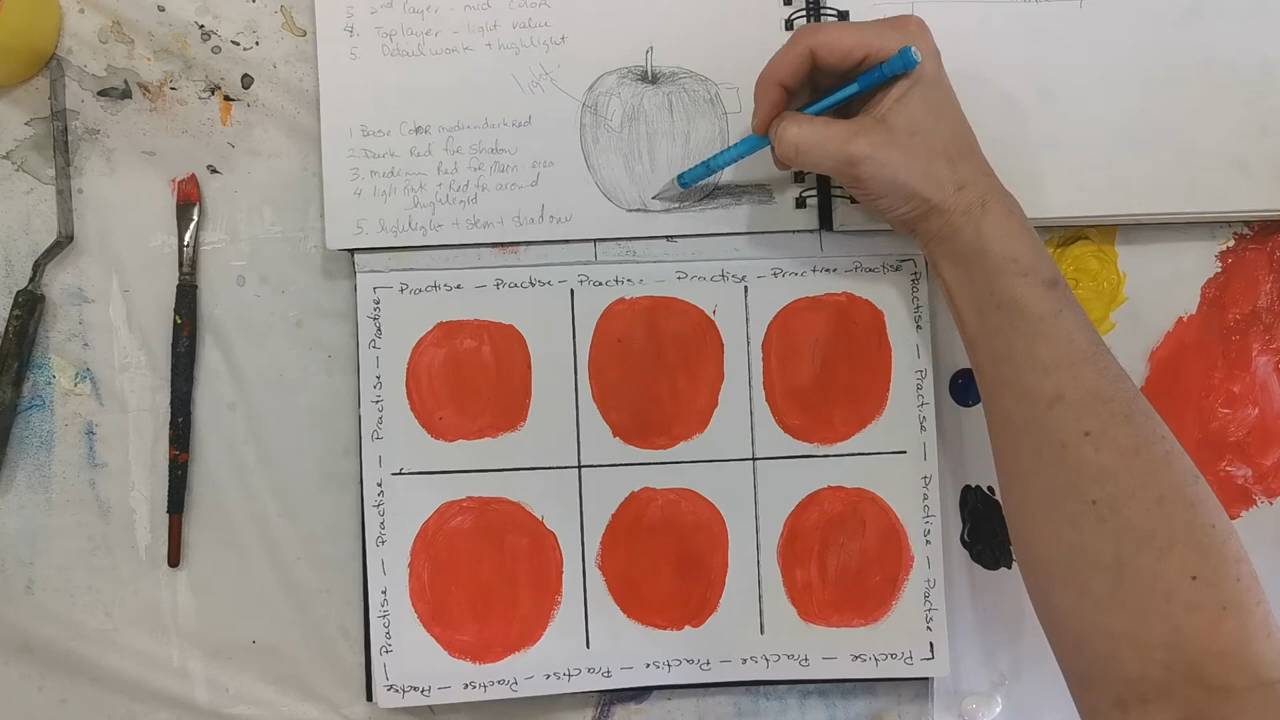 3 2nd layer - mid color
4. Top layer - light value
5. Detail work + highlight
light
1 Base Color medium dark red
2. Dark Red for shadow
3. medium Red for main area
4 light pink + Red for around
highlight
5. highlight + stem + shadow
Practise - Practise - Practise - Practise - Practise - Practise
Practise - Practise - Practise - Practise
Practise - Practise - Practise - Practise
Practise - Practise - Practise - Practise - Practise - Practise